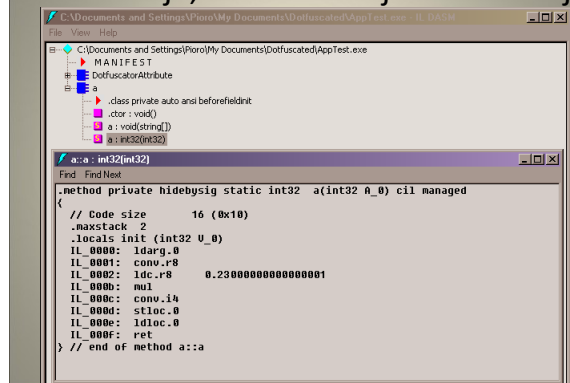 C:\Documents and Settings\Pioro\My Documents\Dotfuscated\AppTest.exe - IL DASM
File View Help
C:\Documents and Settings\Pioro\My Documents\Dotfuscated\AppTest.exe
M A N I F E S T
DotfuscatorAttribute
a
.class private auto ansi beforefieldinit
.ctor : void()
a : void(string[])
a : int32(int32)
a::a : int32(int32)
Find Find Next
.method private hidebysig static int32  a(int32 A_0) cil managed
{
  // Code size       16 (0x10)
  .maxstack  2
  .locals init (int32 V_0)
  IL_0000:  ldarg.0
  IL_0001:  conv.r8
  IL_0002:  ldc.r8     0.23000000000000001
  IL_000b:  mul
  IL_000c:  conv.i4
  IL_000d:  stloc.0
  IL_000e:  ldloc.0
  IL_000f:  ret
} // end of method a::a